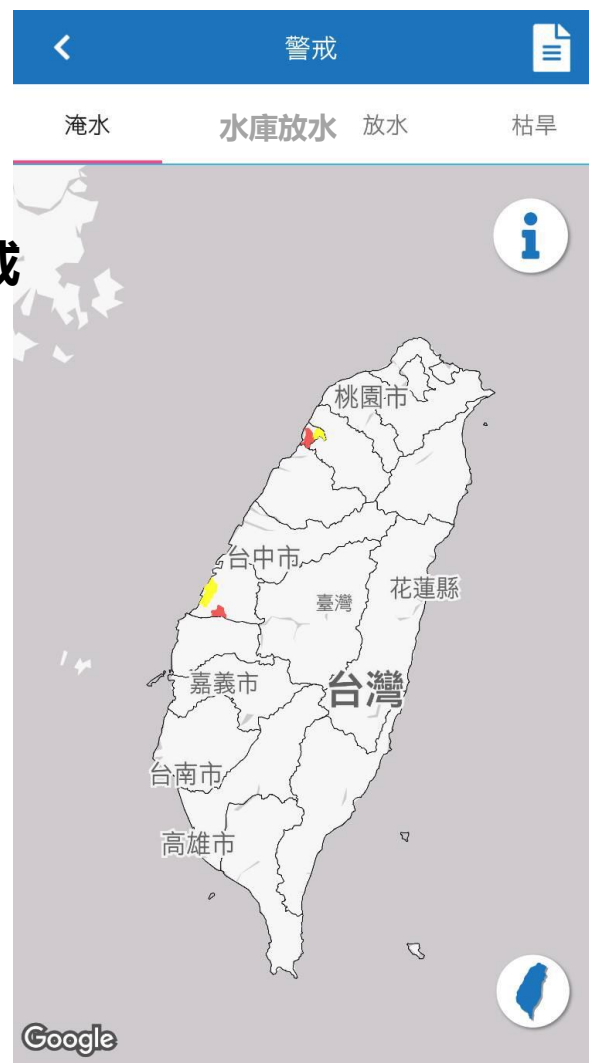 警戒
淹水 水庫放水 放水 枯旱
戒
i
桃園市
台中市
花蓮縣
臺灣
嘉義市
台灣
台南市
高雄市
Google